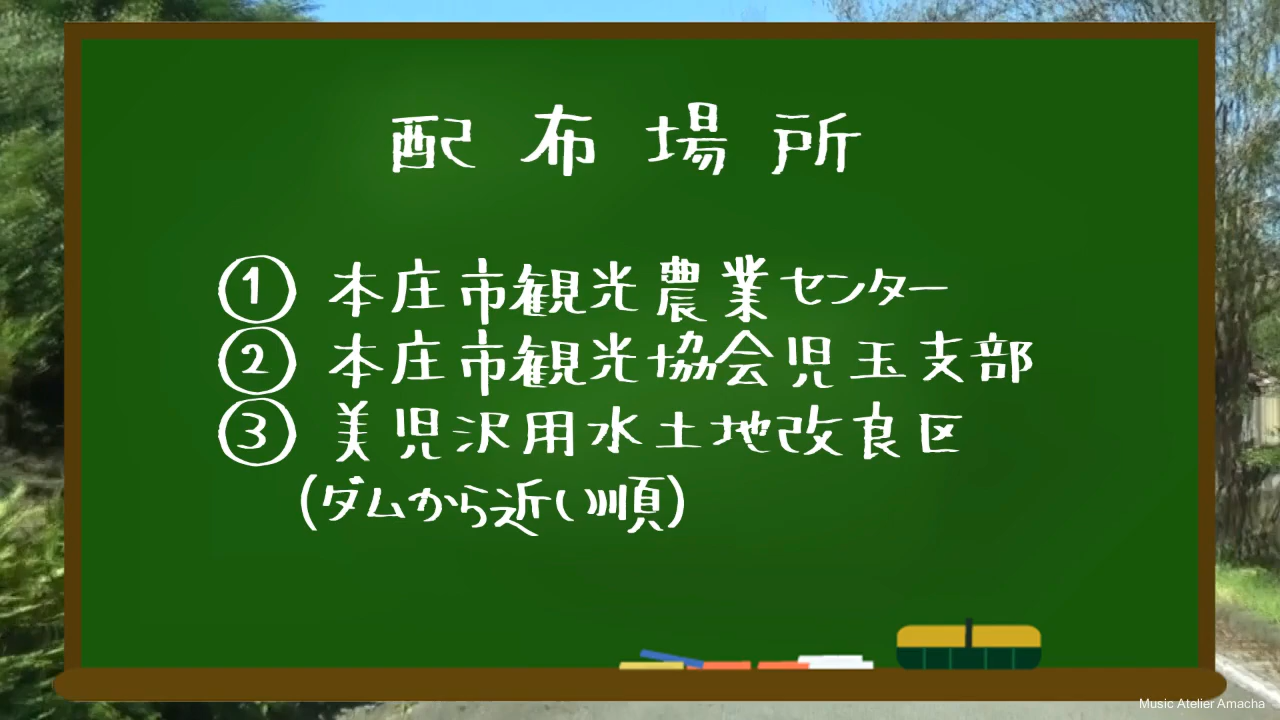 配布場所
① 本庄市観光農業センター
② 本庄市観光協会児玉支部
③ 美児沢用水土地改良区
(ダムから近い順)
Music Atelier Amacha